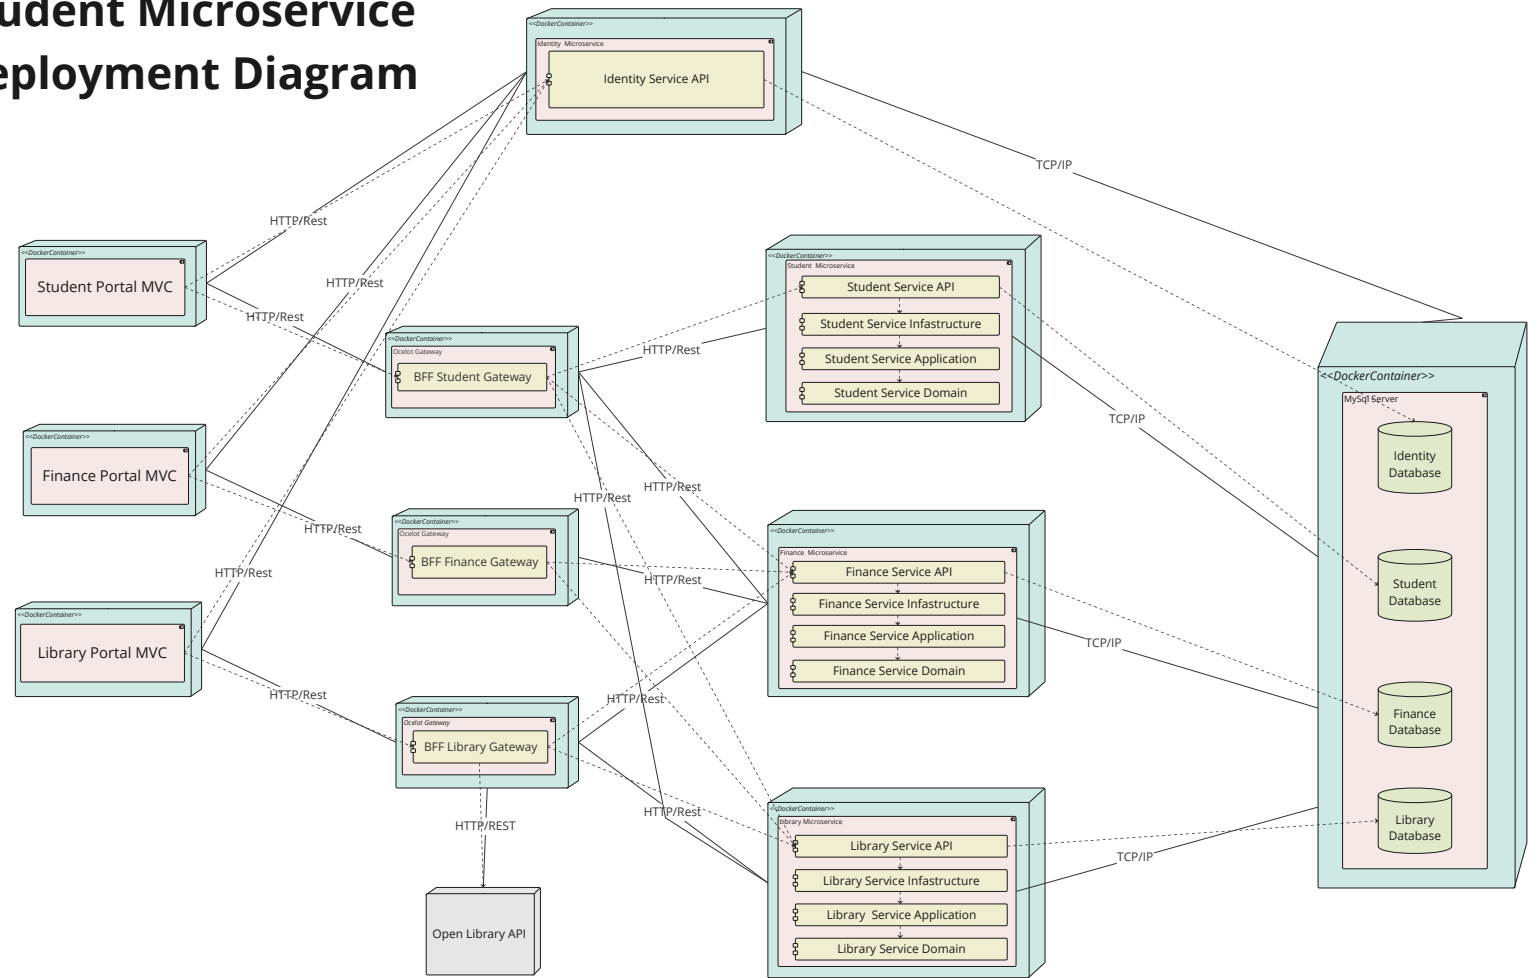 udent Microservice
eployment Diagram
<<DockerContainer>>
Identity Microservice
Identity Service API
TCP/IP
HTTP/Rest
<<DockerContainer>>
Student Portal MVC
HTTP/Rest
HTTP/Rest
<<DockerContainer>>
Ocelot Gateway
BFF Student Gateway
HTTP/Rest
<<DockerContainer>>
Student Microservice
Student Service API
Student Service Infastructure
Student Service Application
Student Service Domain
TCP/IP
<<DockerContainer>>
MySql Server
Identity
Database
Student
Database
Finance
Database
Library
Database
<<DockerContainer>>
Finance Portal MVC
HTTP/Rest
HTTP/Rest
HTTP/Rest
<<DockerContainer>>
Ocelot Gateway
BFF Finance Gateway
HTTP/Rest
<<DockerContainer>>
Finance Microservice
Finance Service API
Finance Service Infastructure
Finance Service Application
Finance Service Domain
TCP/IP
HTTP/Rest
<<DockerContainer>>
Library Portal MVC
HTTP/Rest
<<DockerContainer>>
Ocelot Gateway
BFF Library Gateway
HTTP/Rest
HTTP/Rest
HTTP/REST
Open Library API
<<DockerContainer>>
Library Microservice
Library Service API
Library Service Infastructure
Library Service Application
Library Service Domain
TCP/IP